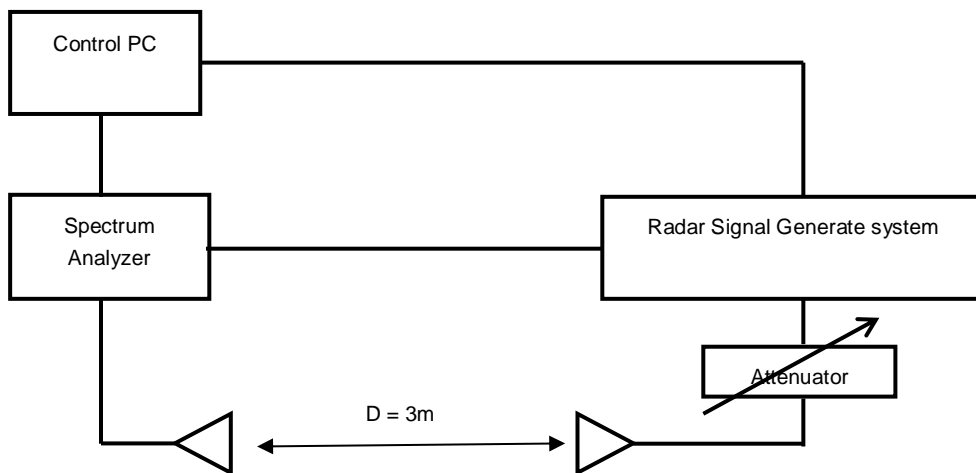 Control PC
Spectrum
Analyzer
Radar Signal Generate system
Attenuator
D = 3m